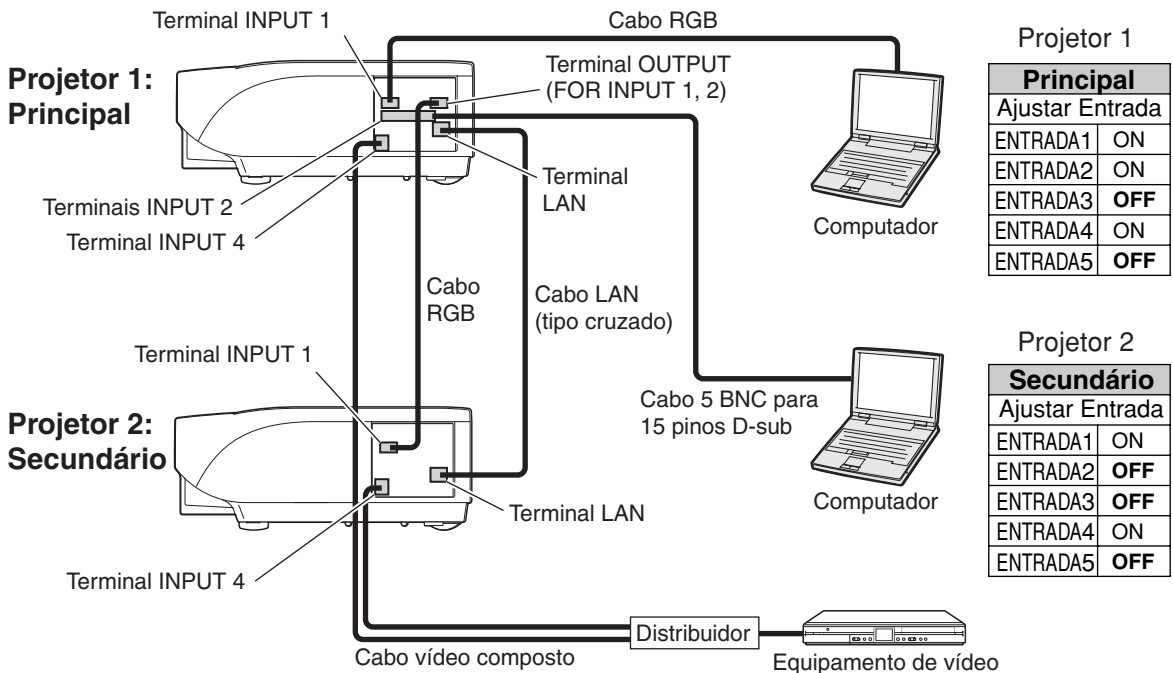 Terminal INPUT 1
Cabo RGB
Projetor 1:
Principal
Terminal OUTPUT
(FOR INPUT 1, 2)
Terminais INPUT 2
Terminal INPUT 4
Terminal
LAN
Computador
Projetor 1
Principal
Ajustar Entrada
ENTRADA1 ON
ENTRADA2 ON
ENTRADA3 OFF
ENTRADA4 ON
ENTRADA5 OFF
Cabo
RGB
Cabo LAN
(tipo cruzado)
Terminal INPUT 1
Projetor 2:
Secundário
Cabo 5 BNC para
15 pinos D-sub
Computador
Terminal LAN
Terminal INPUT 4
Projetor 2
Secundário
Ajustar Entrada
ENTRADA1 ON
ENTRADA2 OFF
ENTRADA3 OFF
ENTRADA4 ON
ENTRADA5 OFF
Distribuidor
Cabo vídeo composto
Equipamento de vídeo